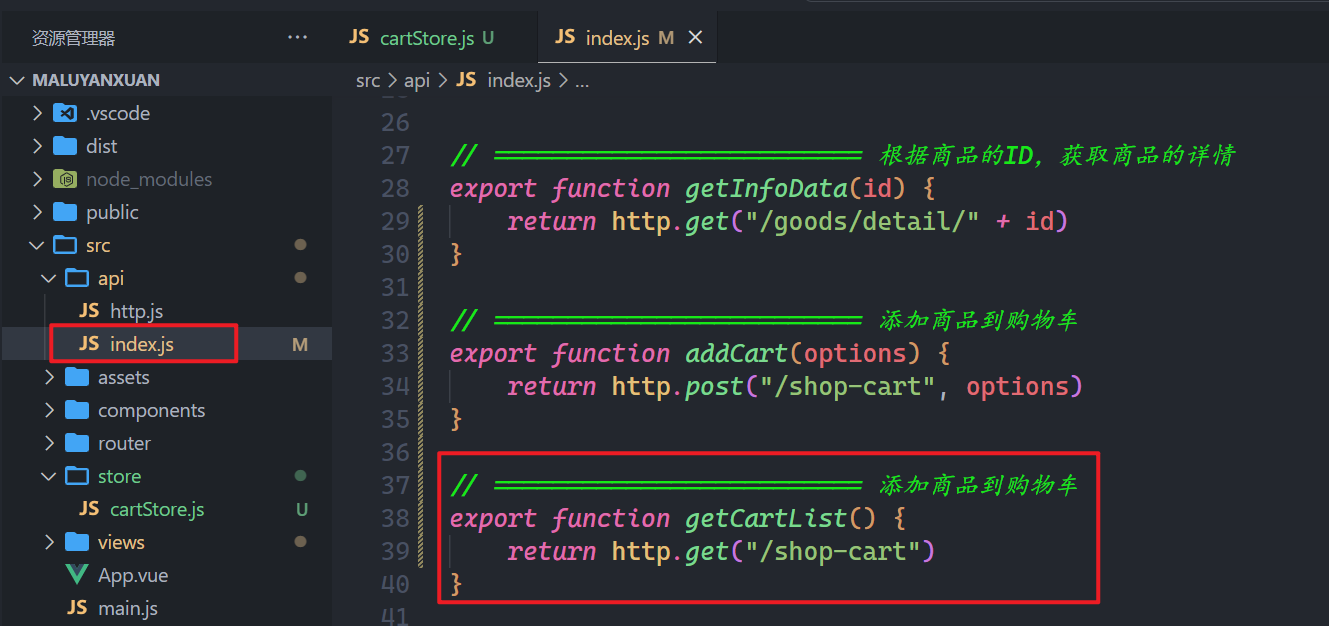 资源管理器 ...
MALUYANXUAN
.vscode
dist
node_modules
public
src
api
JS http.js
JS index.js M
assets
components
router
store
JS cartStore.js U
views
App.vue
JS main.js
JS cartStore.js U JS index.js M ×
src > api > JS index.js > ...
26
27 // ========================= 根据商品的ID, 获取商品的详情
28 export function getInfoData(id) {
29 return http.get("/goods/detail/" + id)
30 }
31
32 // ========================= 添加商品到购物车
33 export function addCart(options) {
34 return http.post("/shop-cart", options)
35 }
36
37 // ========================= 添加商品到购物车
38 export function getCartList() {
39 return http.get("/shop-cart")
40 }
41